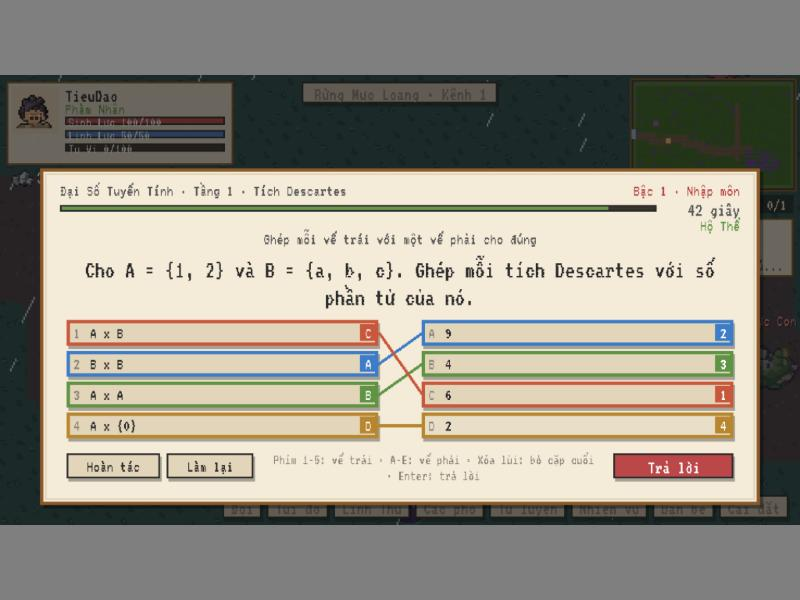 TieuDao
Phàm Nhân
Sinh Lực 100/100
Linh Lực 50/50
Tu Vi 0/100
Rừng Mực Loang · Kênh 1
Đại Số Tuyến Tính · Tầng 1 · Tích Descartes
Bậc 1 · Nhập môn
42 giây
Hộ Thể
0/1
Ghép mỗi vế trái với một vế phải cho đúng
Cho A = {1, 2} và B = {a, b, c}. Ghép mỗi tích Descartes với số
phần tử của nó.
1 A x B C
A 9 2
2 B x B A
B 4 3
3 A x A B
C 6 1
4 A x {0} D
D 2 4
Hoàn tác
Làm lại
Phím 1-5: vế trái · A-E: vế phải · Xóa lùi: bỏ cặp cuối
· Enter: trả lời
Trả lời